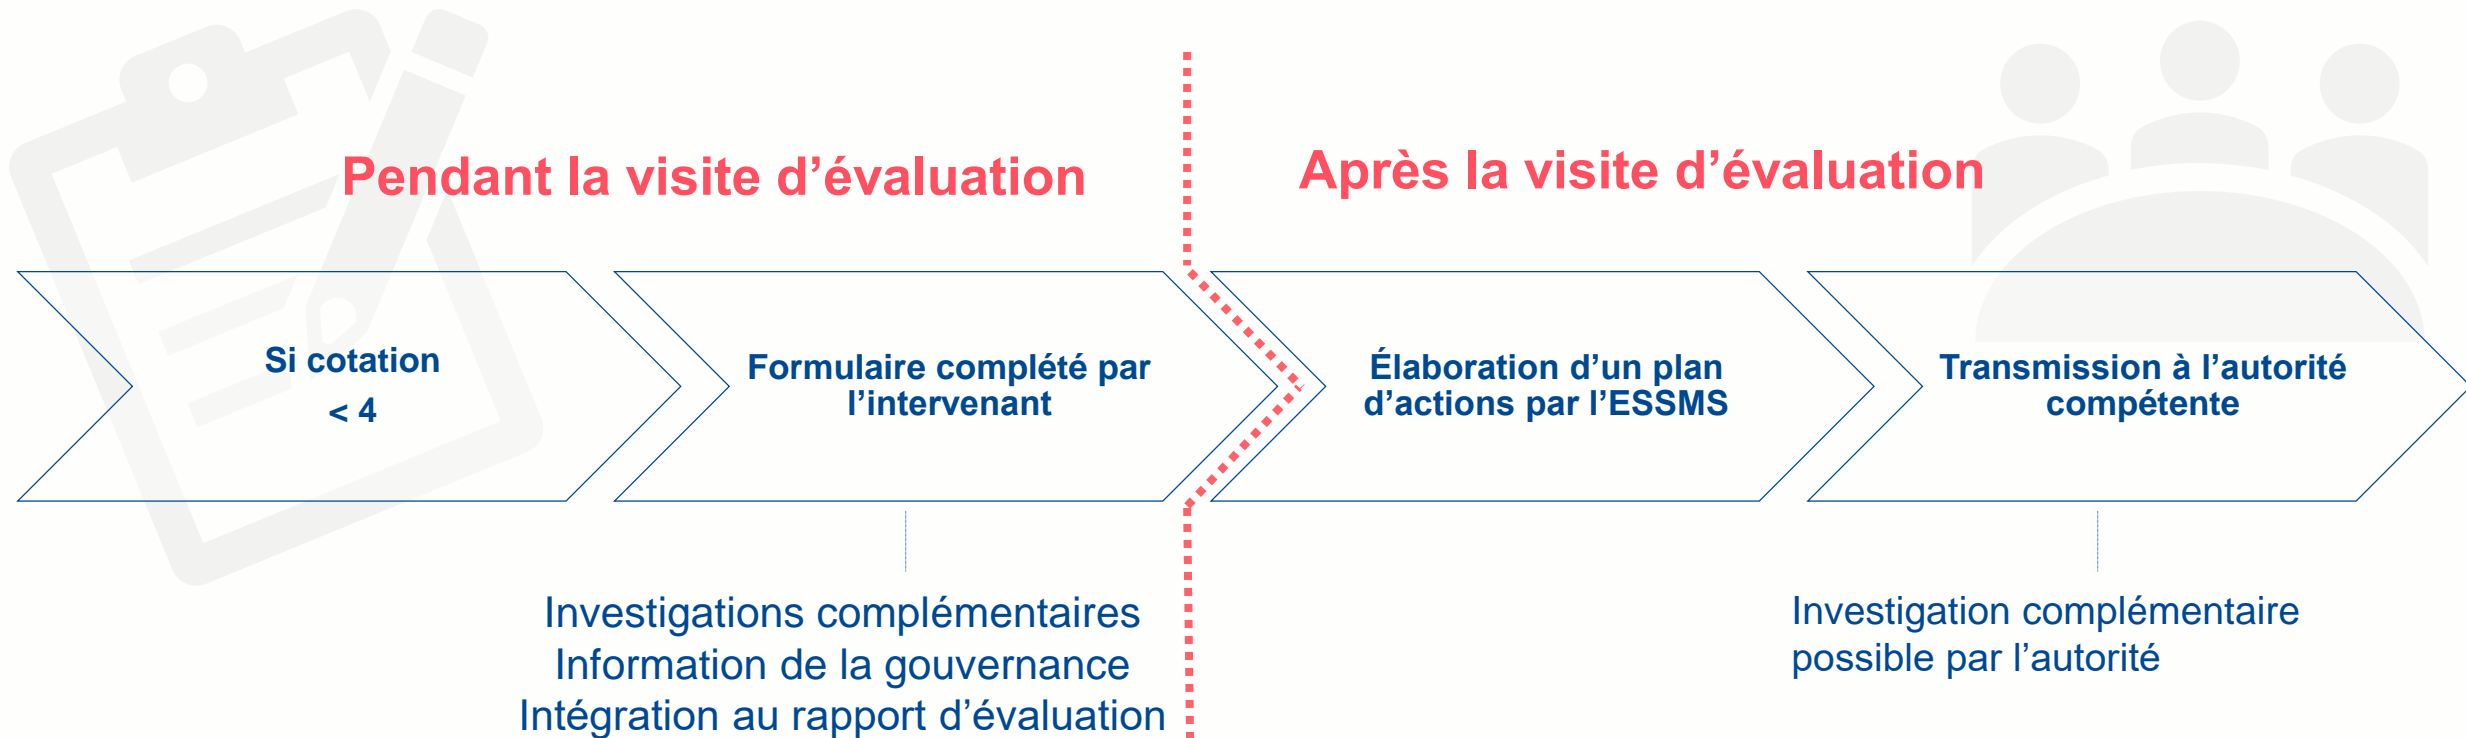 Pendant la visite d’évaluation
Après la visite d’évaluation
Si cotation
< 4
Formulaire complété par
l’intervenant
Élaboration d’un plan
d’actions par l’ESSMS
Transmission à l’autorité
compétente
Investigations complémentaires
Information de la gouvernance
Intégration au rapport d’évaluation
Investigation complémentaire
possible par l’autorité